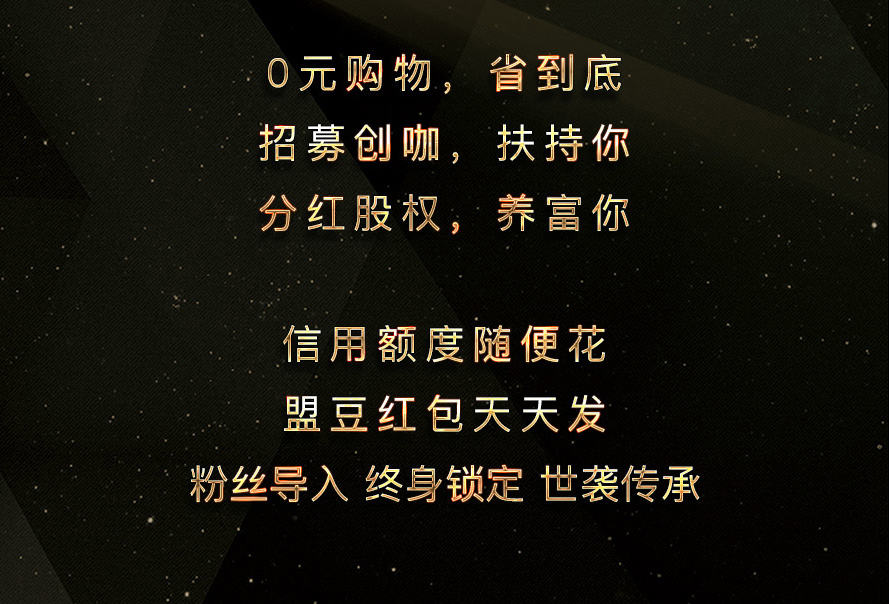 0元购物，省到底
招募创咖，扶持你
分红股权，养富你
信用额度随便花
盟豆红包天天发
粉丝导入 终身锁定 世袭传承